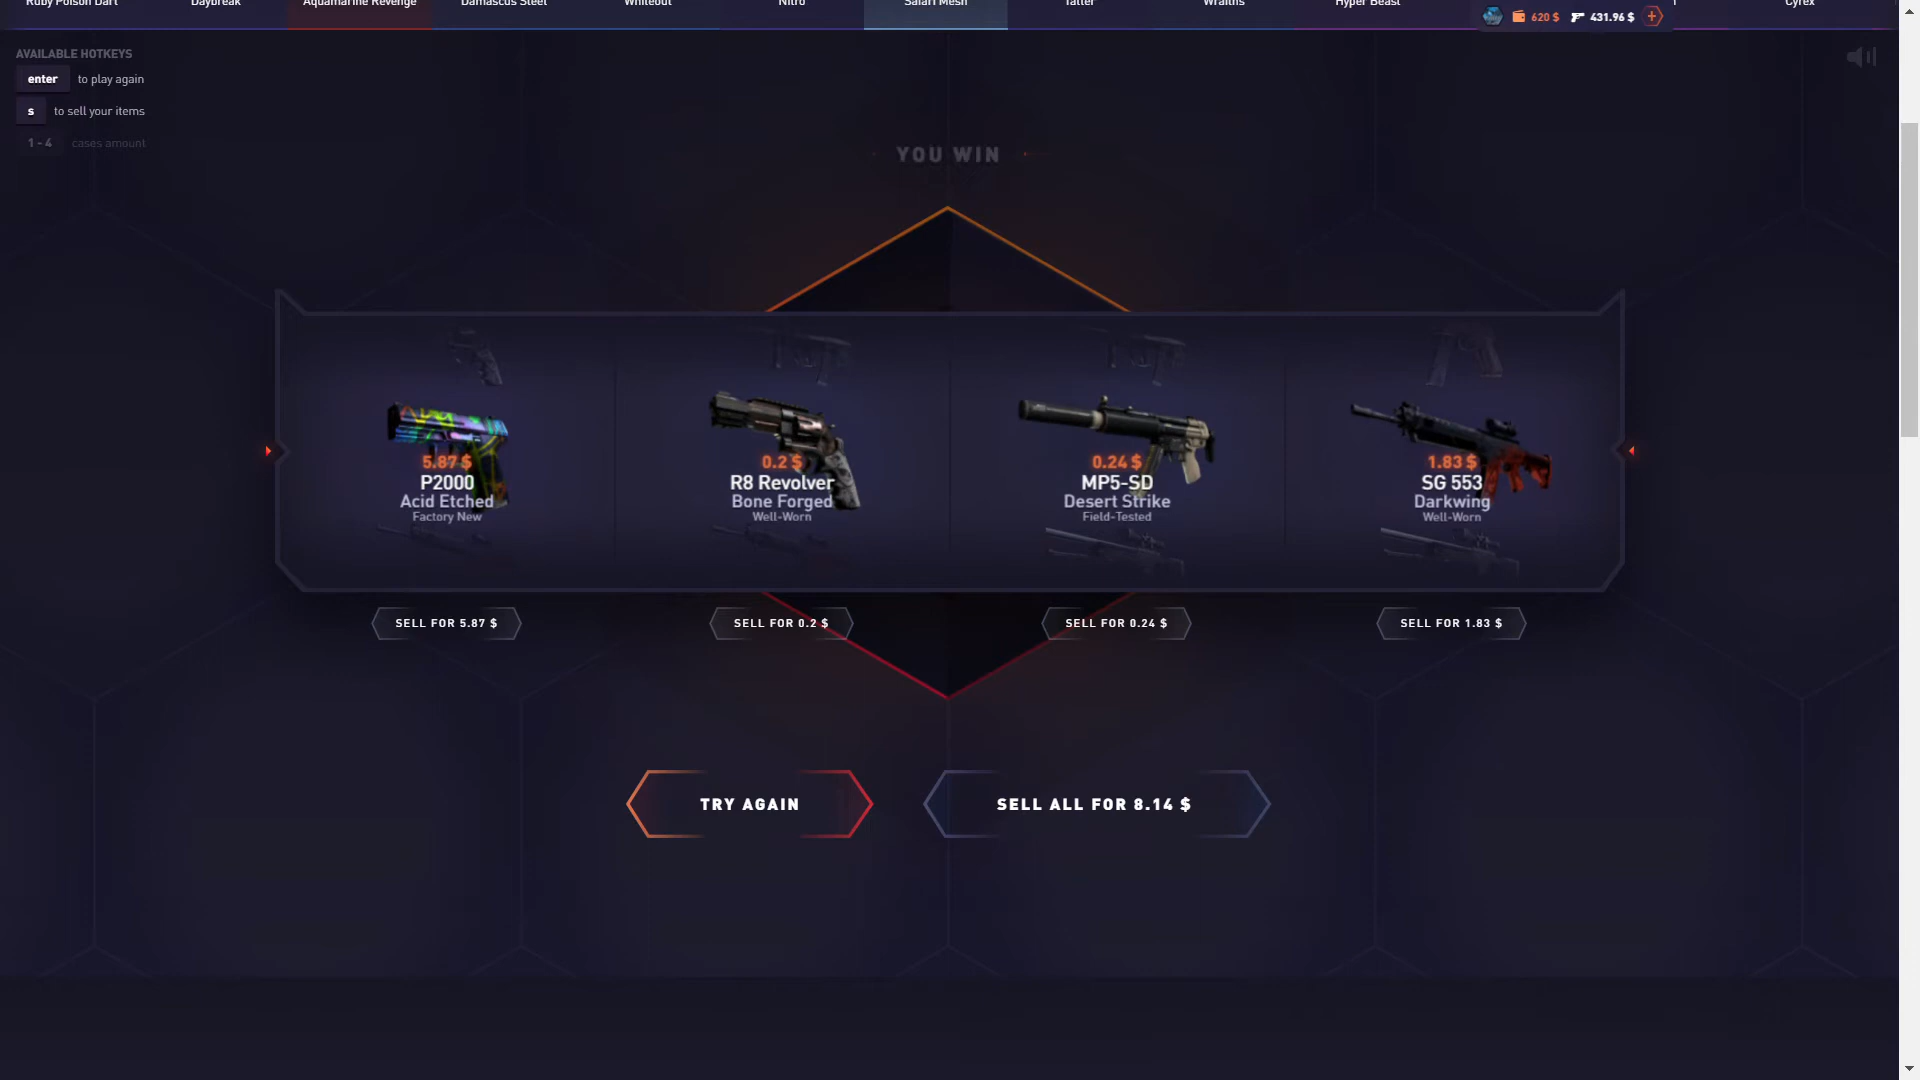 Ruby Poison Dart Daybreak Aquamarine Revenge Damascus Steel Whiteout Nitro Safari Mesh Tatter Wraiths Hyper Beast Cyrex
620 $ 431.96 $ +
AVAILABLE HOTKEYS
enter to play again
s to sell your items
1 - 4 cases amount
YOU WIN
5.87 $ 0.2 $ 0.24 $ 1.83 $
P2000 R8 Revolver MP5-SD SG 553
Acid Etched Bone Forged Desert Strike Darkwing
Factory New Well-Worn Field-Tested Well-Worn
SELL FOR 5.87 $ SELL FOR 0.2 $ SELL FOR 0.24 $ SELL FOR 1.83 $
TRY AGAIN SELL ALL FOR 8.14 $